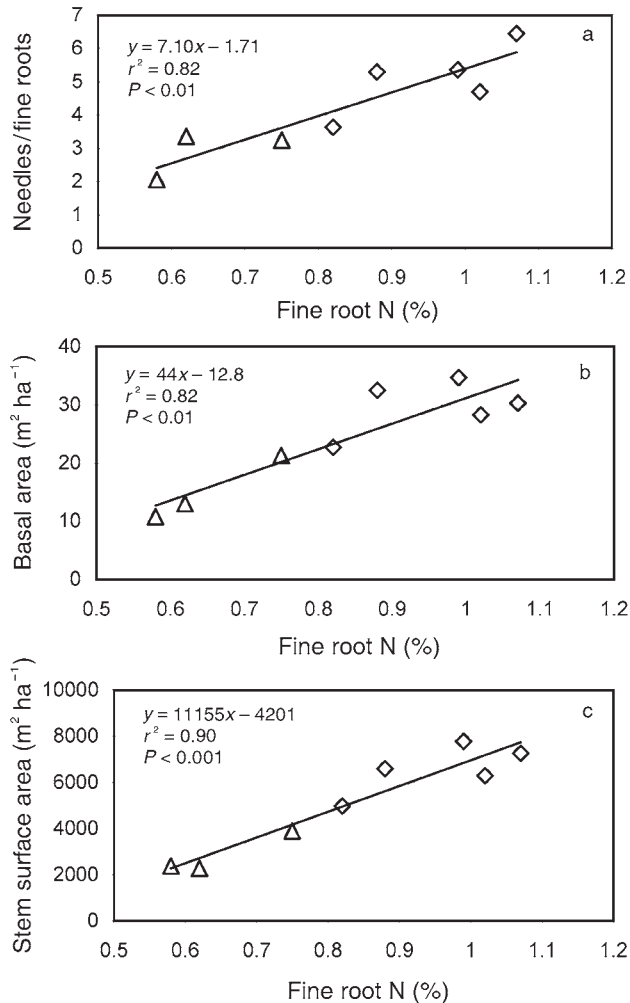 7
6
5
4
3
2
1
0
Needles/fine roots
y = 7.10x − 1.71
r² = 0.82
P < 0.01
a
0.5 0.6 0.7 0.8 0.9 1 1.1 1.2
Fine root N (%)
40
30
20
10
0
Basal area (m² ha⁻¹)
y = 44x − 12.8
r² = 0.82
P < 0.01
b
0.5 0.6 0.7 0.8 0.9 1 1.1 1.2
Fine root N (%)
10000
8000
6000
4000
2000
0
Stem surface area (m² ha⁻¹)
y = 11155x − 4201
r² = 0.90
P < 0.001
c
0.5 0.6 0.7 0.8 0.9 1 1.1 1.2
Fine root N (%)